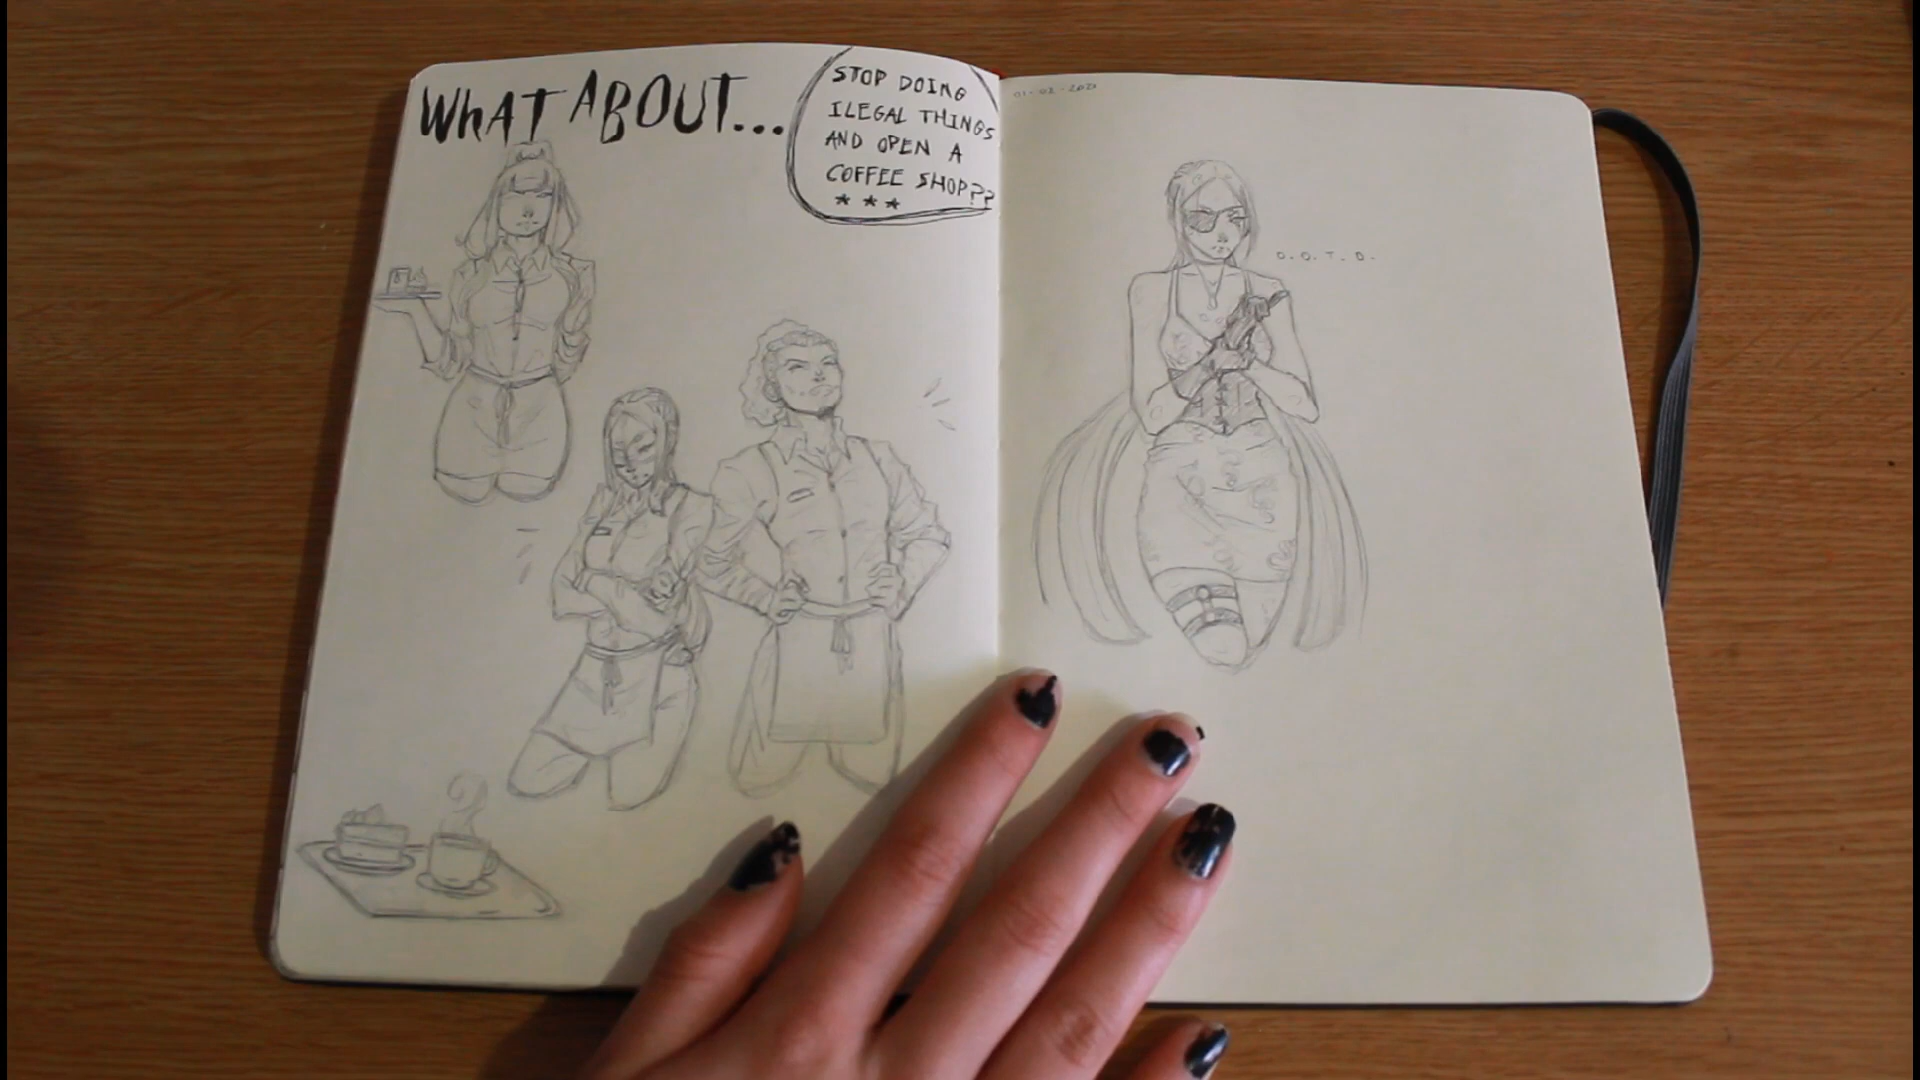 WhAT ABOUT...
STOP DOING
ILEGAL THINGS
AND OPEN A
COFFEE SHOP??
***
O.O.T.D.